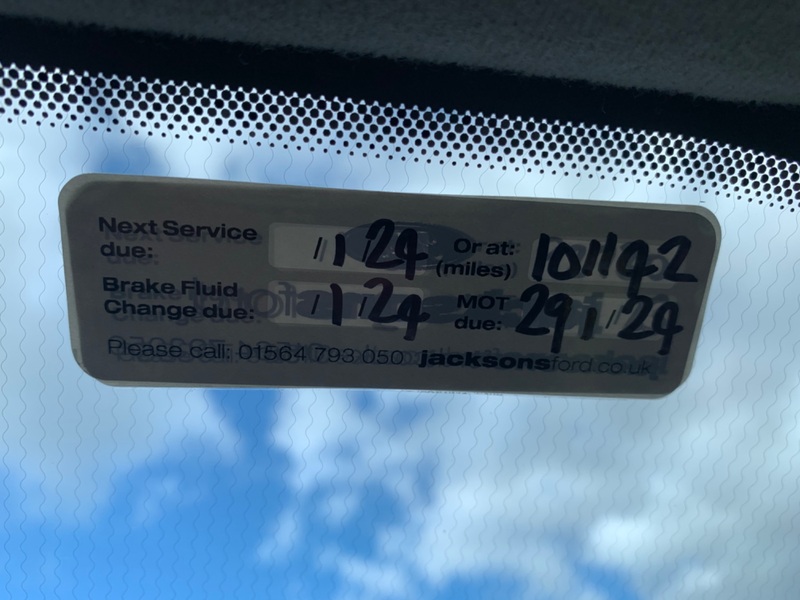 Next Service due: / 1 / 24 Or at: (miles) 101142
Brake Fluid Change due: / 1 / 24 MOT due: 29 / 1 / 24
Please call: 01564 793 050 jacksonsford.co.uk